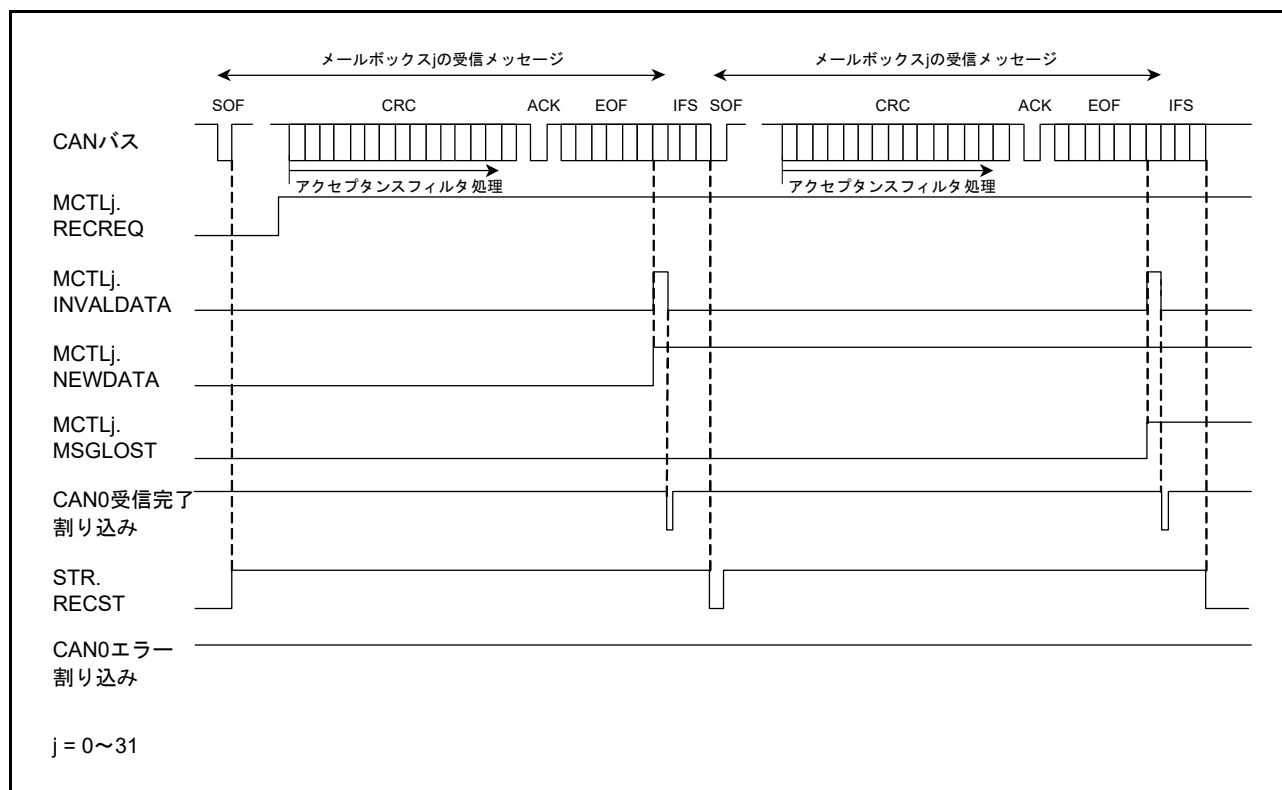 メールボックスjの受信メッセージ メールボックスjの受信メッセージ
SOF CRC ACK EOF IFS SOF CRC ACK EOF IFS
CANバス
アクセプタンスフィルタ処理 アクセプタンスフィルタ処理
MCTLj.
RECREQ
MCTLj.
INVALDATA
MCTLj.
NEWDATA
MCTLj.
MSGLOST
CAN0受信完了
割り込み
STR.
RECST
CAN0エラー
割り込み
j = 0〜31